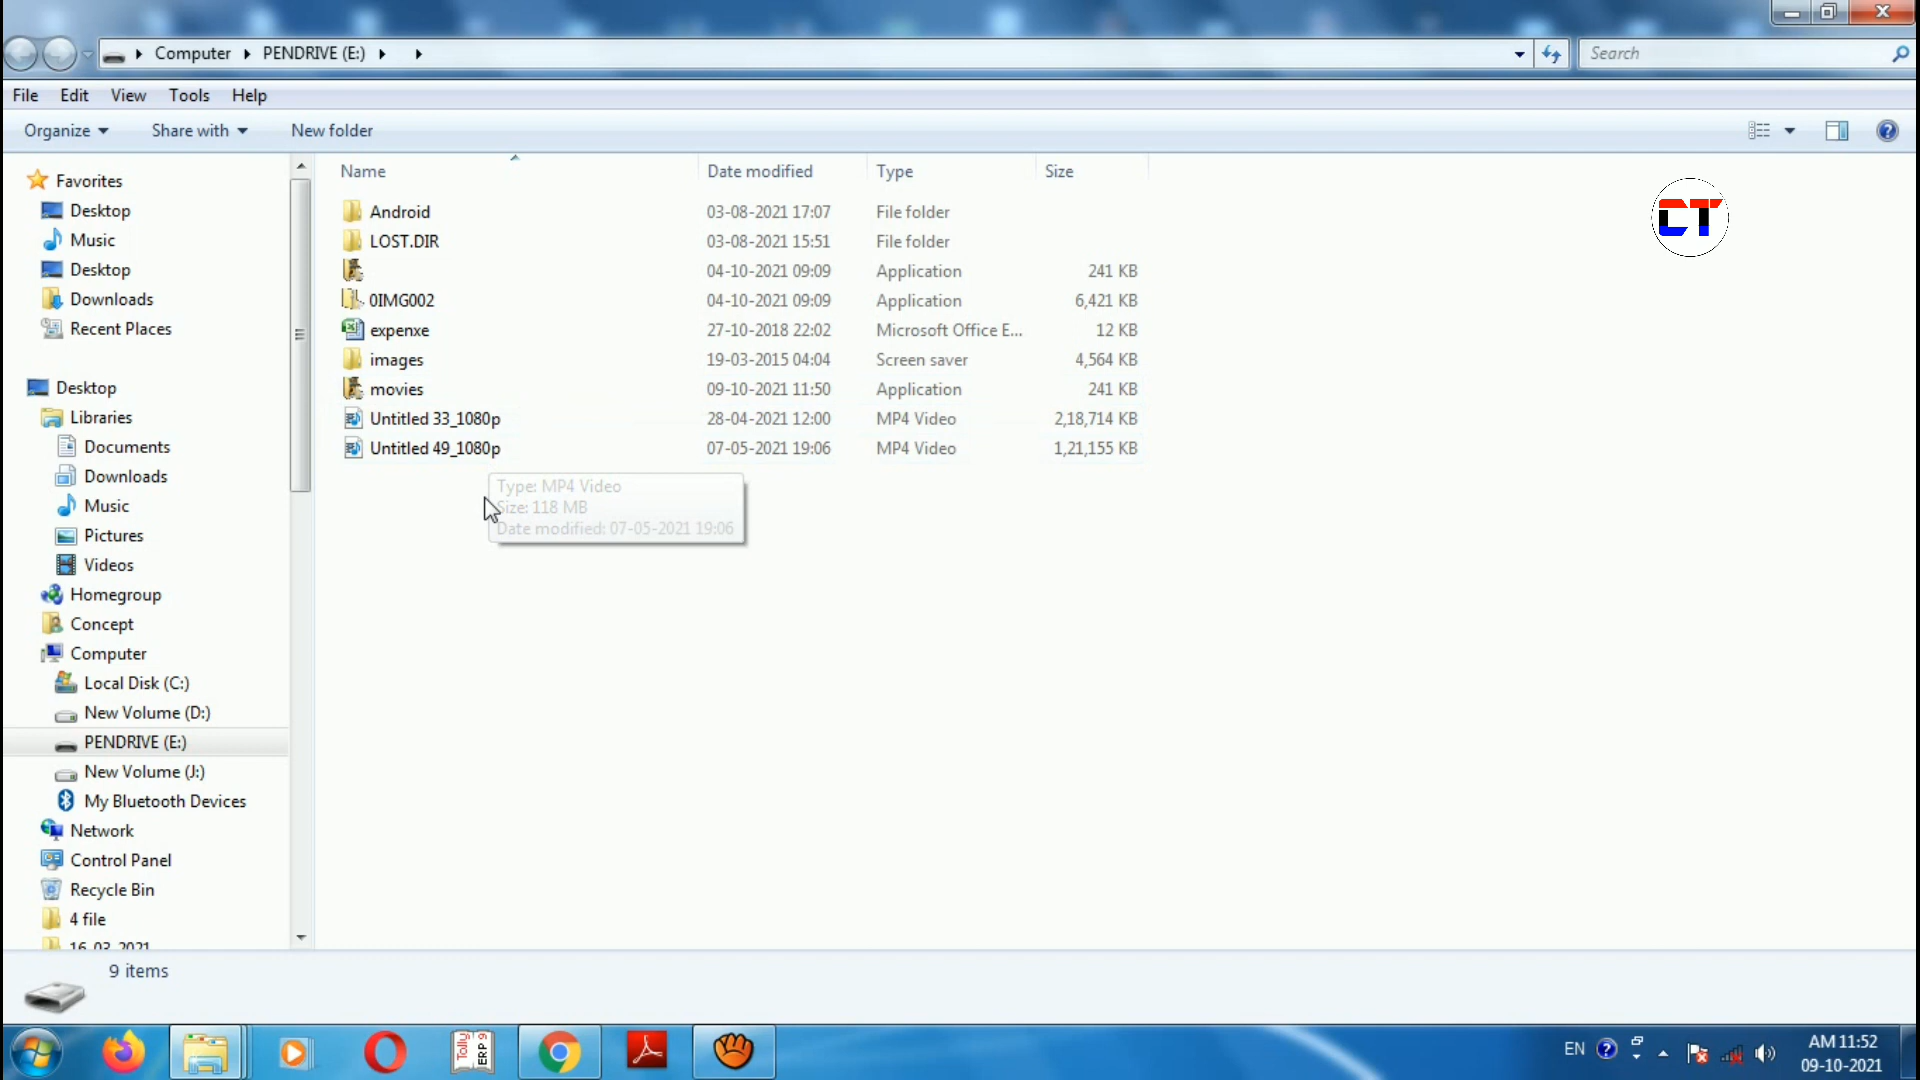 Computer PENDRIVE (E:)
Search
File Edit View Tools Help
Organize Share with New folder
Name Date modified Type Size
Favorites
Desktop
Music
Desktop
Downloads
Recent Places
Desktop
Libraries
Documents
Downloads
Music
Pictures
Videos
Homegroup
Concept
Computer
Local Disk (C:)
New Volume (D:)
PENDRIVE (E:)
New Volume (J:)
My Bluetooth Devices
Network
Control Panel
Recycle Bin
4 file
16-03-2021
Android 03-08-2021 17:07 File folder
LOST.DIR 03-08-2021 15:51 File folder
04-10-2021 09:09 Application 241 KB
0IMG002 04-10-2021 09:09 Application 6,421 KB
expenxe 27-10-2018 22:02 Microsoft Office E... 12 KB
images 19-03-2015 04:04 Screen saver 4,564 KB
movies 09-10-2021 11:50 Application 241 KB
Untitled 33_1080p 28-04-2021 12:00 MP4 Video 2,18,714 KB
Untitled 49_1080p 07-05-2021 19:06 MP4 Video 1,21,155 KB
Type: MP4 Video
Size: 118 MB
Date modified: 07-05-2021 19:06
CT
9 items
Tally
ERP 9
EN
AM 11:52
09-10-2021